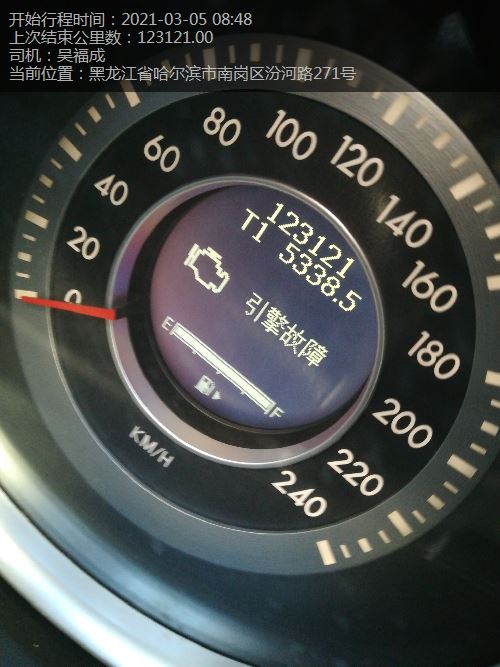 开始行程时间：2021-03-05 08:48
上次结束公里数：123121.00
司机：吴福成
当前位置：黑龙江省哈尔滨市南岗区汾河路271号
0
20
40
60
80
100
120
140
160
180
200
220
240
KM/H
123121
T1 5338.5
引擎故障
E
F